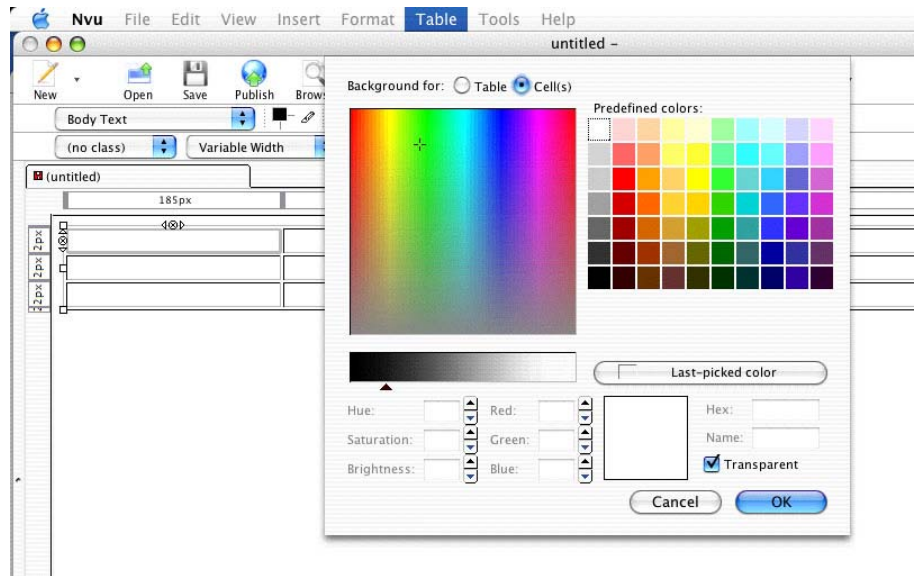 Nvu File Edit View Insert Format Table Tools Help
untitled –
New Open Save Publish
Body Text
(no class) Variable Width
(untitled)
185px
2px
2px
2px
Background for: Table Cell(s)
Predefined colors:
Last-picked color
Hue: Red: Hex:
Saturation: Green: Name:
Brightness: Blue: Transparent
Cancel OK